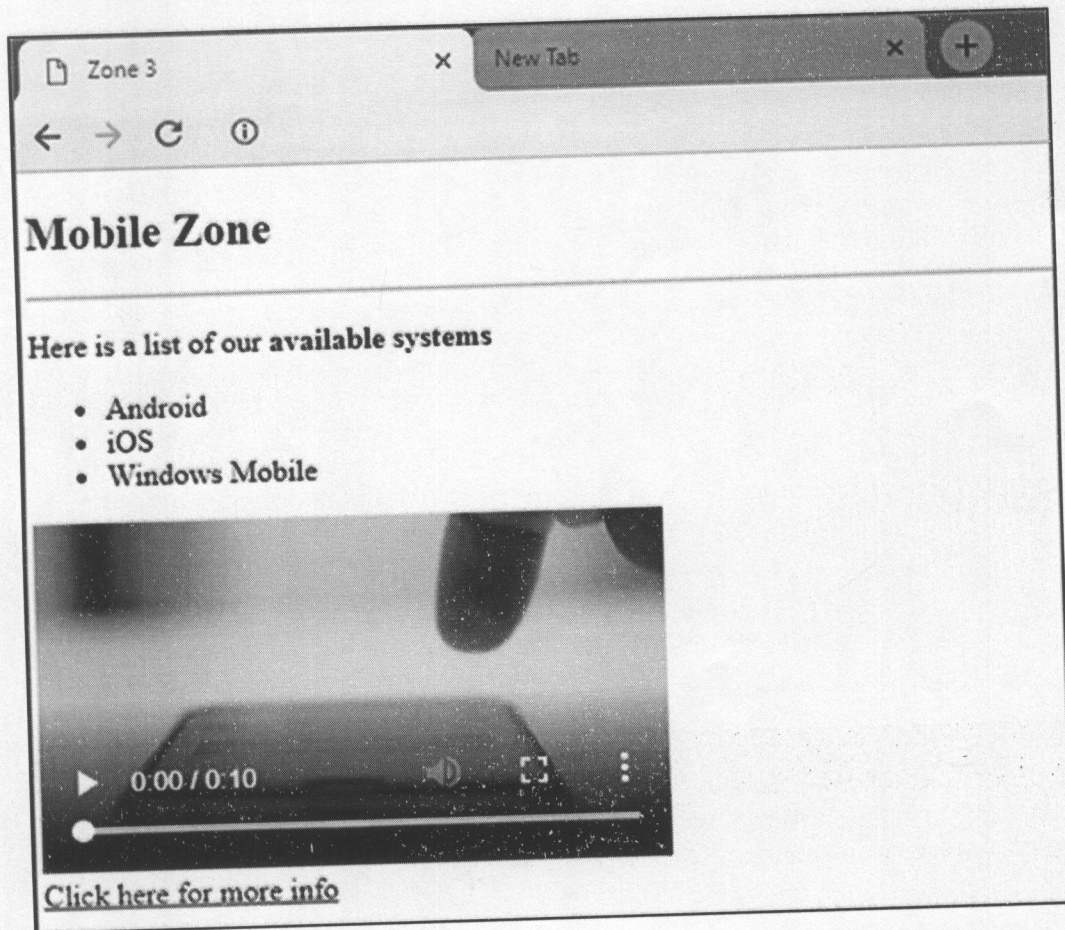 Zone 3
New Tab
Mobile Zone
Here is a list of our available systems
• Android
• iOS
• Windows Mobile
0:00 / 0:10
Click here for more info